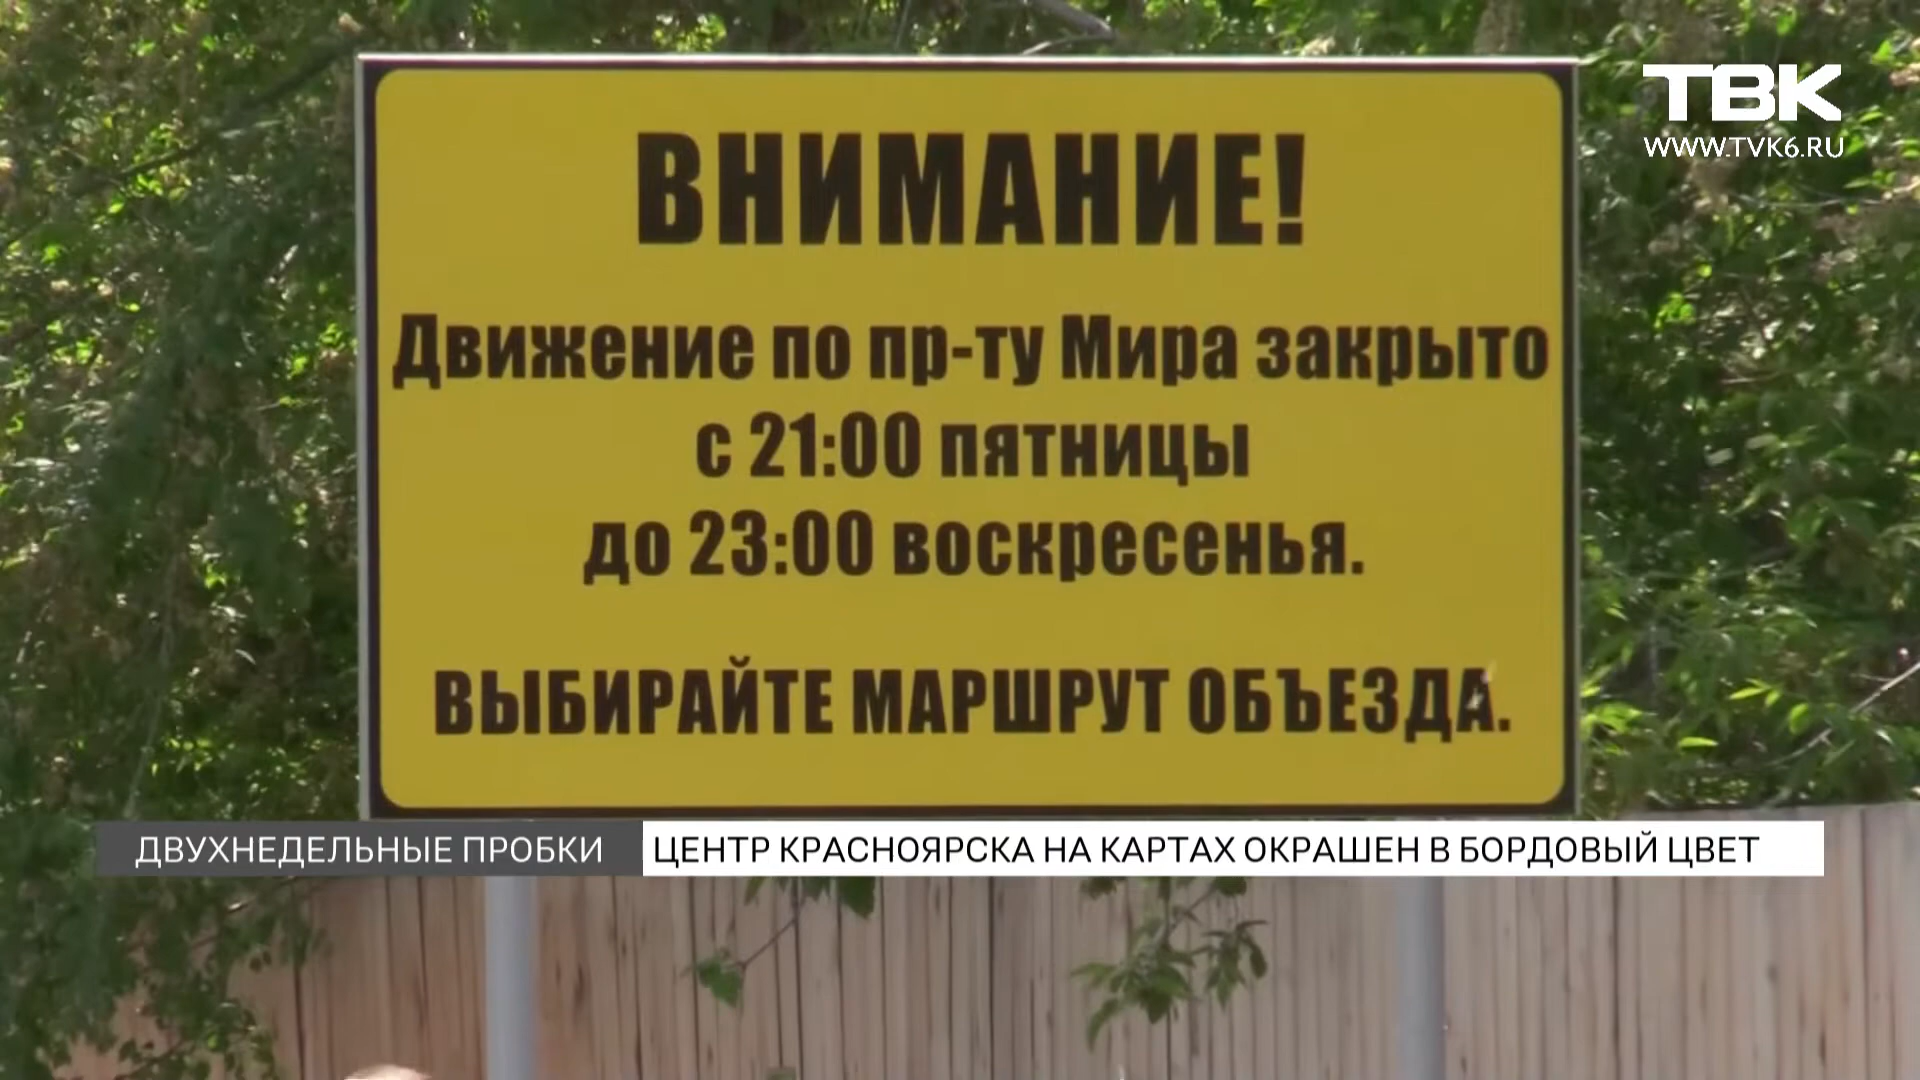 ТВК
WWW.TVK6.RU
ВНИМАНИЕ!
Движение по пр-ту Мира закрыто
с 21:00 пятницы
до 23:00 воскресенья.
ВЫБИРАЙТЕ МАРШРУТ ОБЪЕЗДА.
ДВУХНЕДЕЛЬНЫЕ ПРОБКИ
ЦЕНТР КРАСНОЯРСКА НА КАРТАХ ОКРАШЕН В БОРДОВЫЙ ЦВЕТ